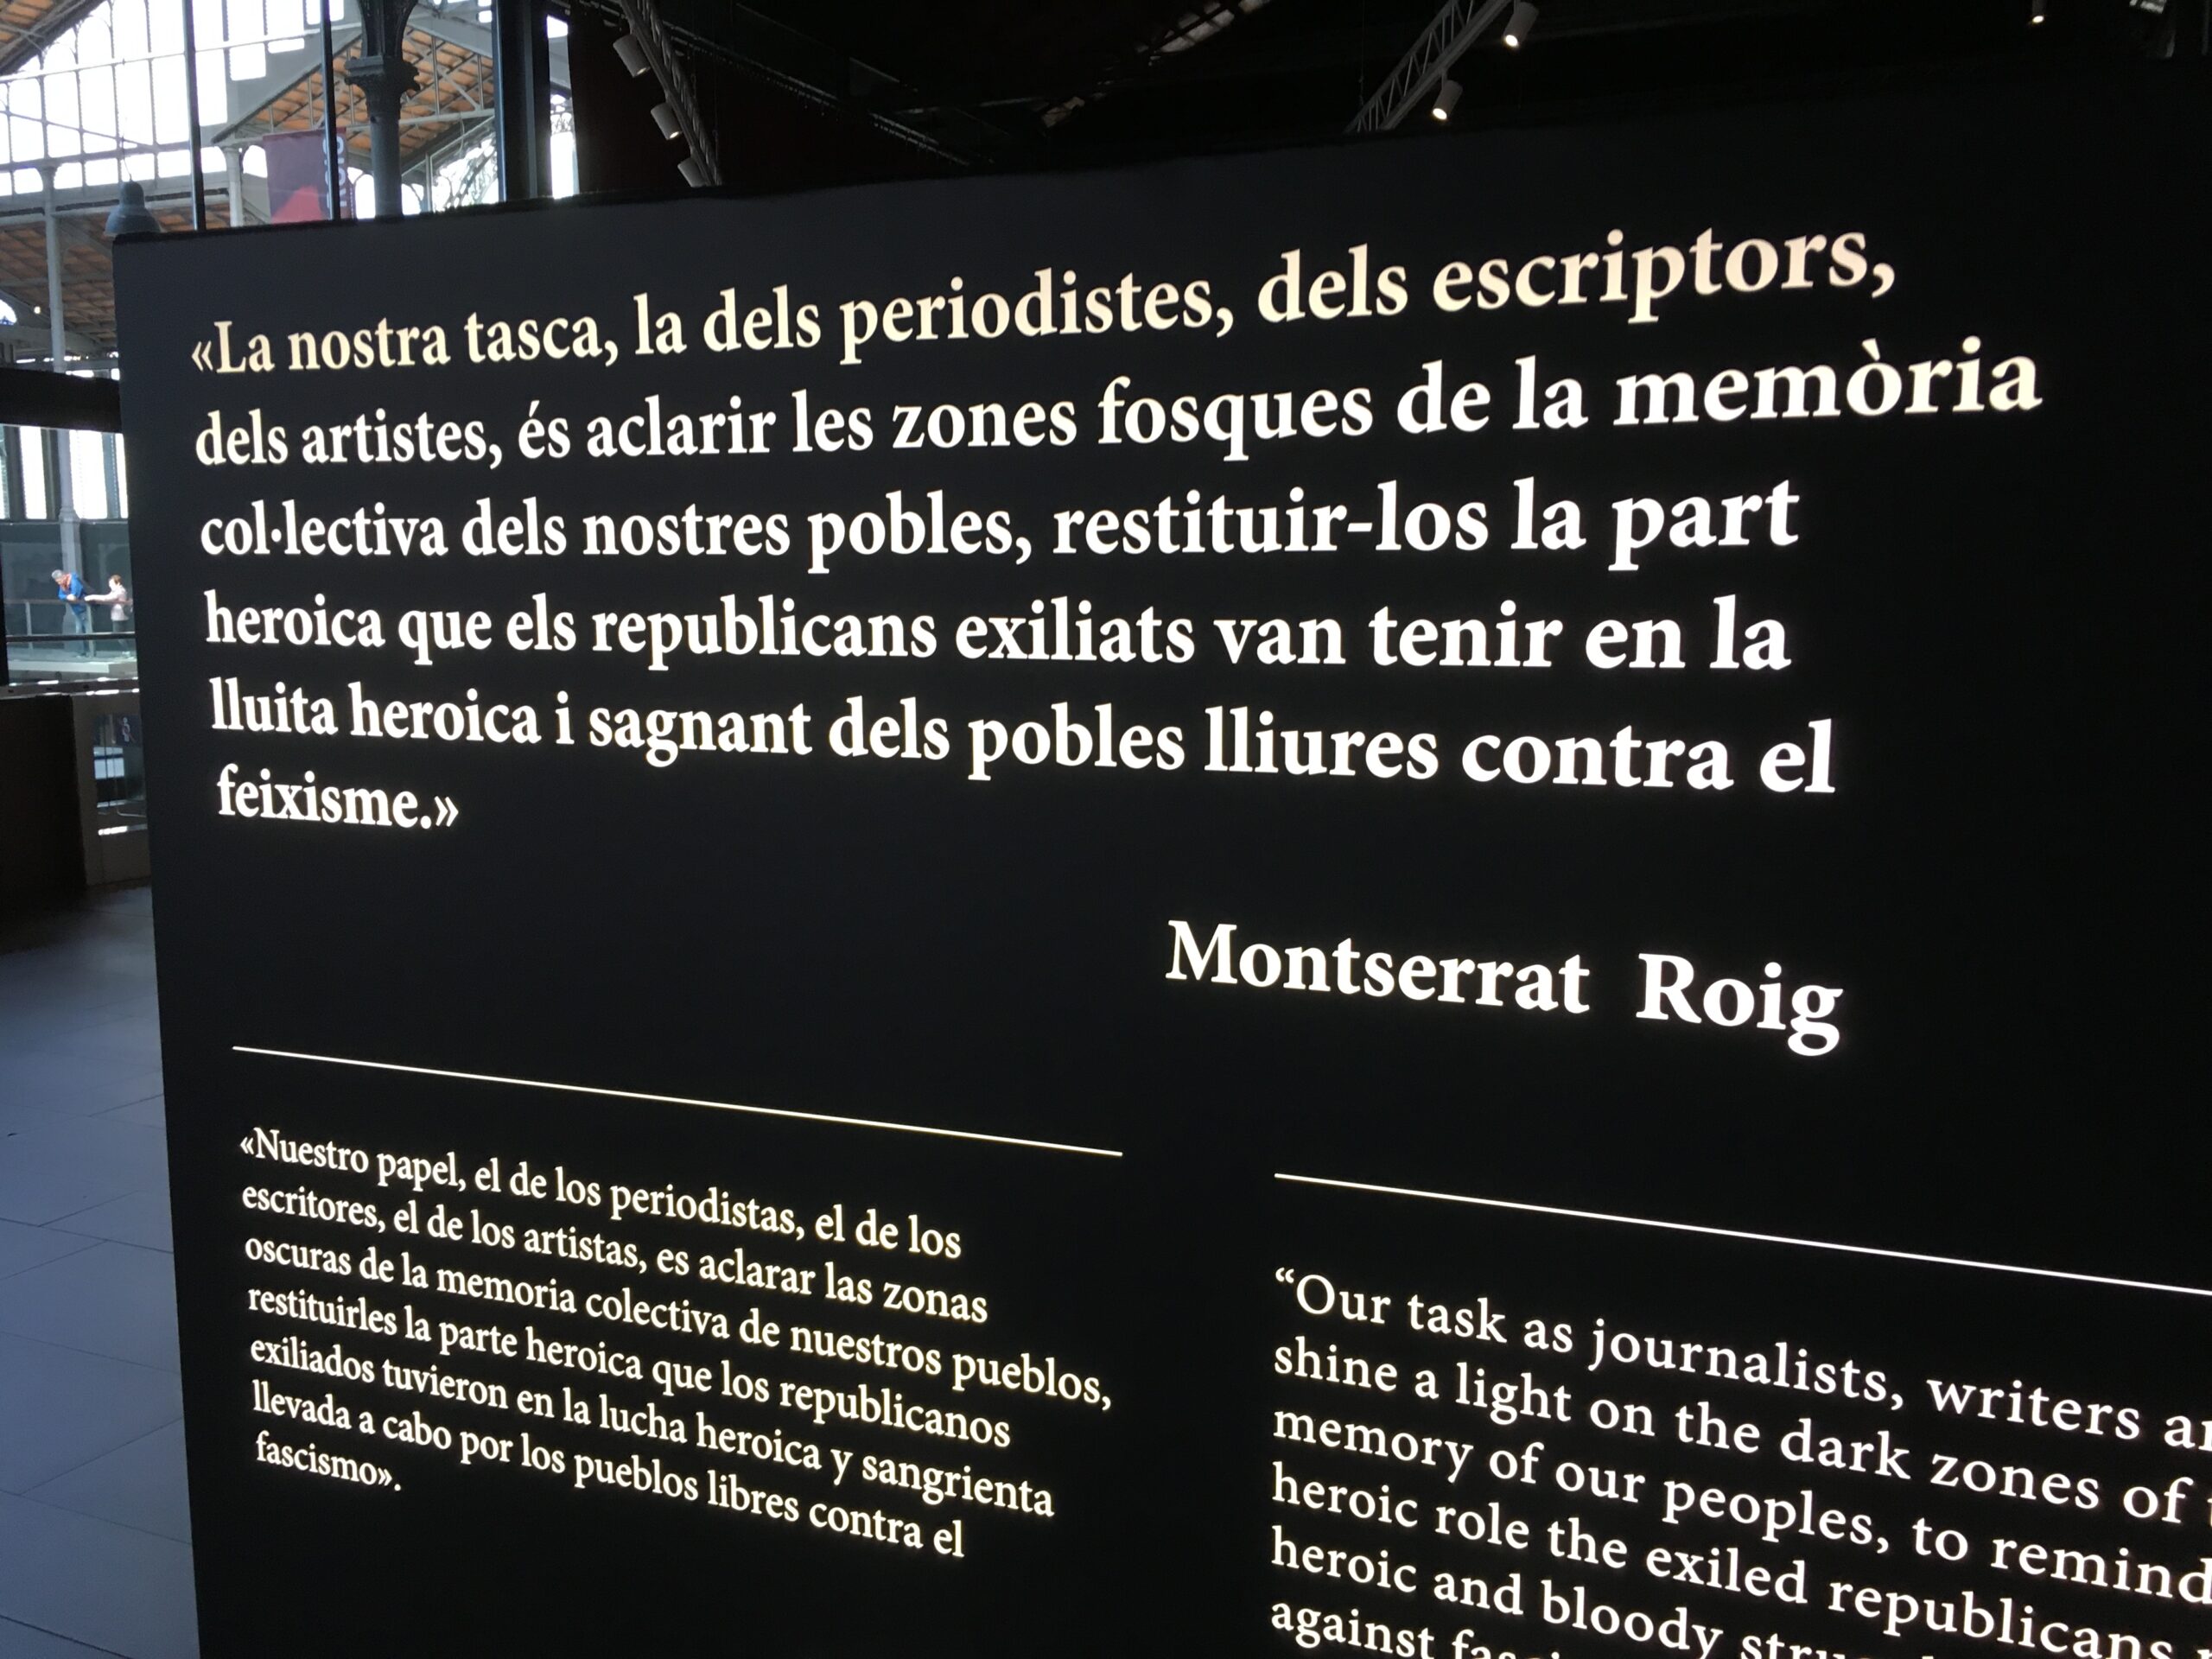 «La nostra tasca, la dels periodistes, dels escriptors,
dels artistes, és aclarir les zones fosques de la memòria
col·lectiva dels nostres pobles, restituir-los la part
heroica que els republicans exiliats van tenir en la
lluita heroica i sagnant dels pobles lliures contra el
feixisme.»
Montserrat Roig
«Nuestro papel, el de los periodistas, el de los
escritores, el de los artistas, es aclarar las zonas
oscuras de la memoria colectiva de nuestros pueblos,
restituirles la parte heroica que los republicanos
exiliados tuvieron en la lucha heroica y sangrienta
llevada a cabo por los pueblos libres contra el
fascismo».
“Our task as journalists, writers
shine a light on the dark zones of
memory of our peoples, to remind
heroic role the exiled republicans
heroic and bloody
against